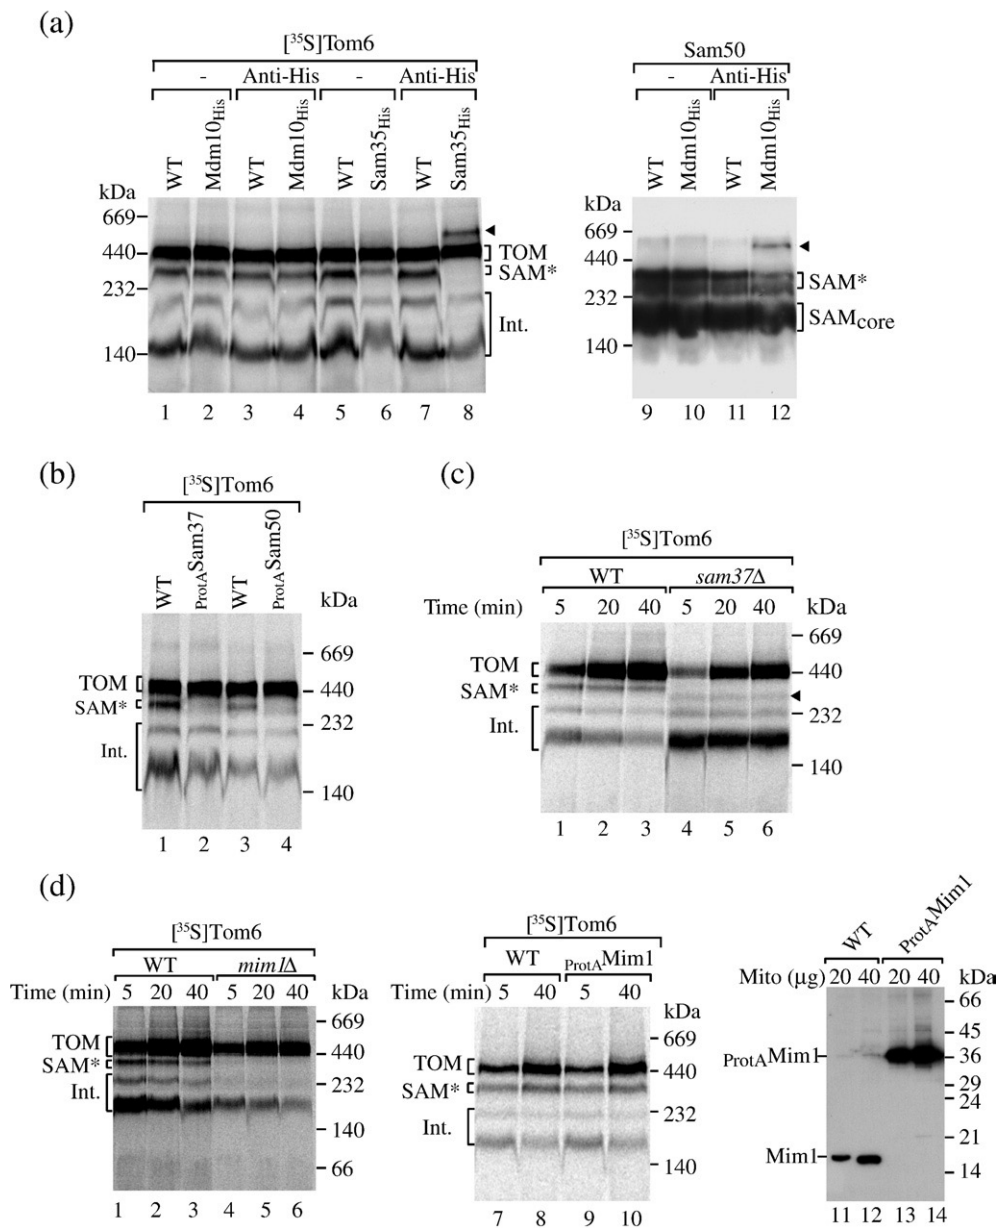 (a)
[³⁵S]Tom6
- Anti-His - Anti-His
WT Mdm10His WT Mdm10His WT Sam35His WT Sam35His
kDa
669
440
232
140
TOM
SAM*
Int.
1 2 3 4 5 6 7 8
Sam50
- Anti-His
WT Mdm10His WT Mdm10His
kDa
669
440
232
140
SAM*
SAMcore
9 10 11 12
(b)
[³⁵S]Tom6
WT ProtASam37 WT ProtASam50
kDa
TOM
SAM*
Int.
669
440
232
140
1 2 3 4
(c)
[³⁵S]Tom6
WT sam37Δ
Time (min) 5 20 40 5 20 40 kDa
TOM
SAM*
Int.
669
440
232
140
1 2 3 4 5 6
(d)
[³⁵S]Tom6
WT mim1Δ
Time (min) 5 20 40 5 20 40 kDa
TOM
SAM*
Int.
669
440
232
140
66
1 2 3 4 5 6
[³⁵S]Tom6
WT ProtAMim1
Time (min) 5 40 5 40 kDa
TOM
SAM*
Int.
669
440
232
140
7 8 9 10
WT ProtAMim1
Mito (µg) 20 40 20 40 kDa
ProtAMim1
Mim1
66
45
36
29
24
21
14
11 12 13 14